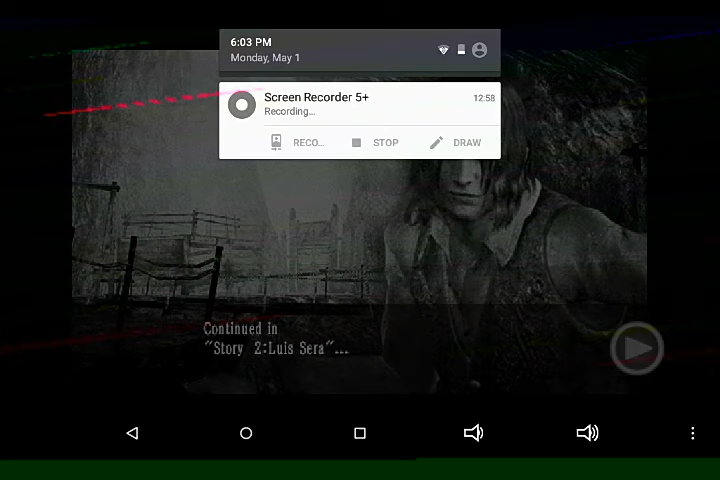 6:03 PM
Monday, May 1
Screen Recorder 5+
12:58
Recording...
RECO...
STOP
DRAW
Continued in
"Story 2:Luis Sera"...